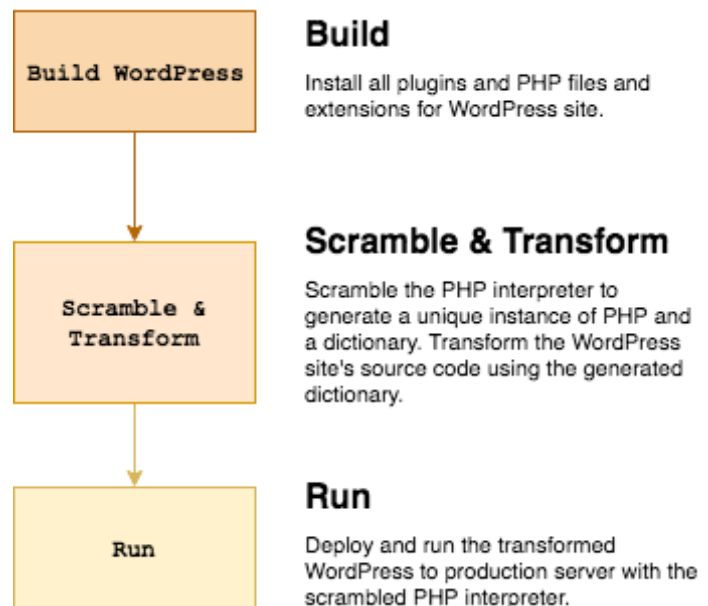 Build WordPress
Build
Install all plugins and PHP files and
extensions for WordPress site.
Scramble &
Transform
Scramble & Transform
Scramble the PHP interpreter to
generate a unique instance of PHP and
a dictionary. Transform the WordPress
site's source code using the generated
dictionary.
Run
Run
Deploy and run the transformed
WordPress to production server with the
scrambled PHP interpreter.